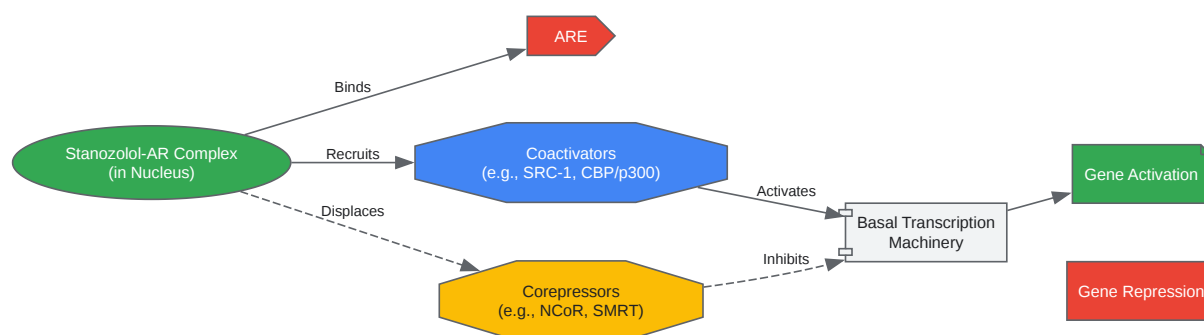 ARE
Binds
Stanozolol-AR Complex
(in Nucleus)
Recruits
Coactivators
(e.g., SRC-1, CBP/p300)
Displaces
Activates
Gene Activation
Basal Transcription
Machinery
Inhibits
Corepressors
(e.g., NCoR, SMRT)
Gene Repression